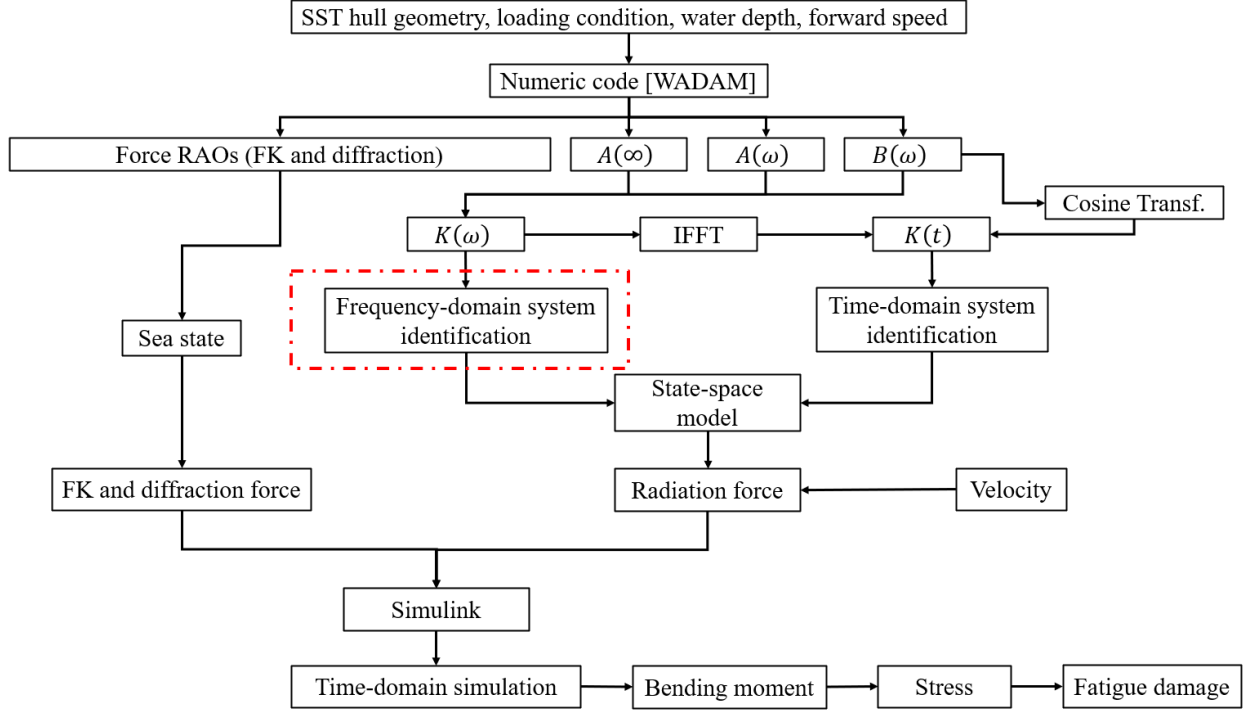 SST hull geometry, loading condition, water depth, forward speed
Numeric code [WADAM]
Force RAOs (FK and diffraction)
A(∞)
A(ω)
B(ω)
Cosine Transf.
K(ω)
IFFT
K(t)
Frequency-domain system
identification
Time-domain system
identification
Sea state
State-space
model
FK and diffraction force
Radiation force
Velocity
Simulink
Time-domain simulation
Bending moment
Stress
Fatigue damage